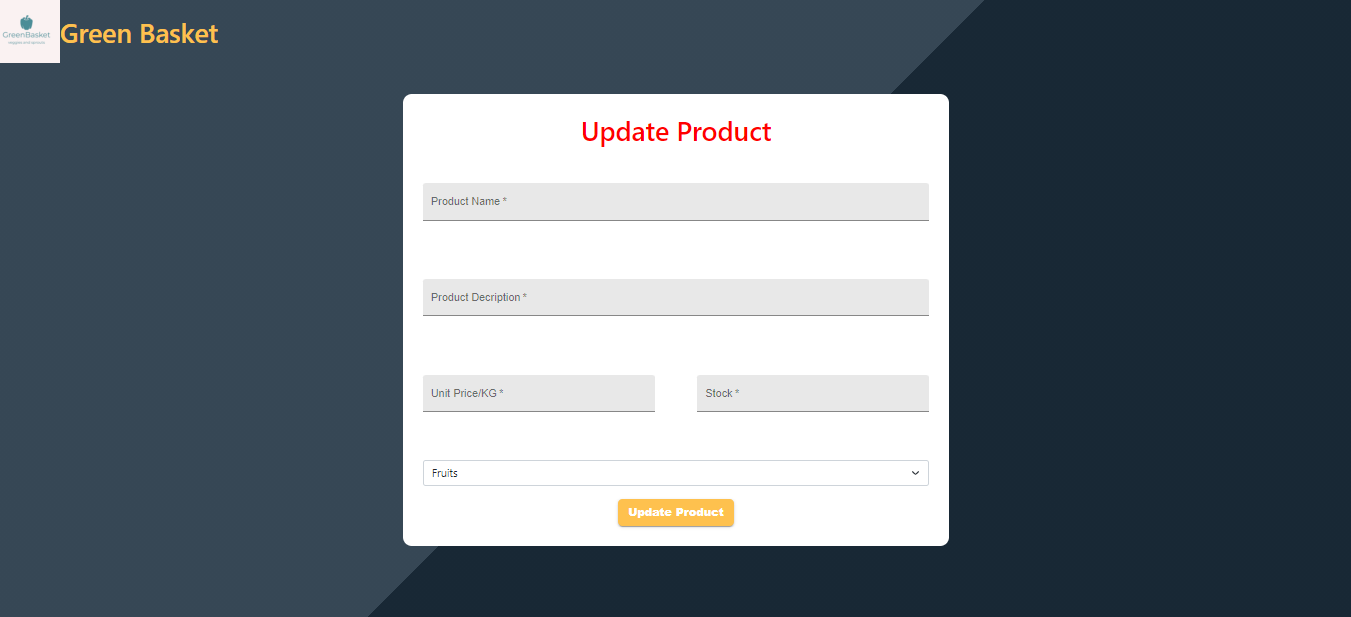 GreenBasket
Green Basket
Update Product
Product Name *
Product Decription *
Unit Price/KG *
Stock *
Fruits
Update Product